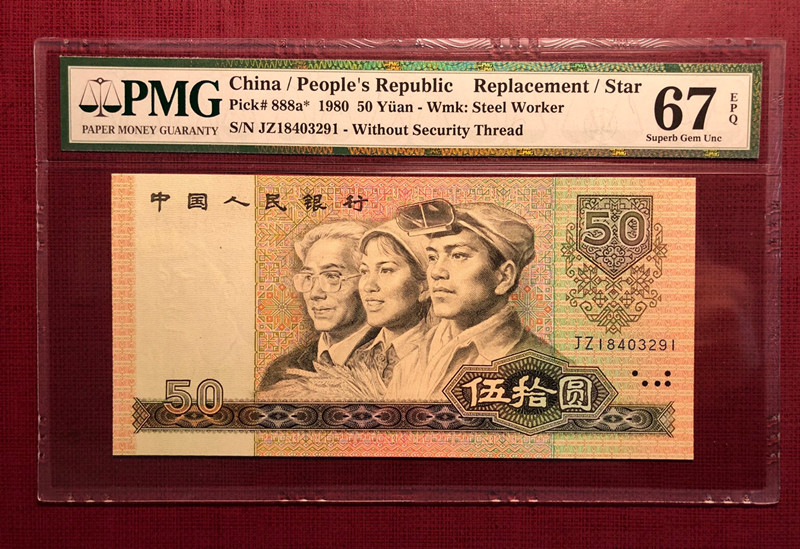 PMG
PAPER MONEY GUARANTY
China / People's Republic Replacement / Star
Pick# 888a* 1980 50 Yüan - Wmk: Steel Worker
S/N JZ18403291 - Without Security Thread
67 EPQ
Superb Gem Unc
中国人民银行
50
JZ18403291
50
伍拾圆